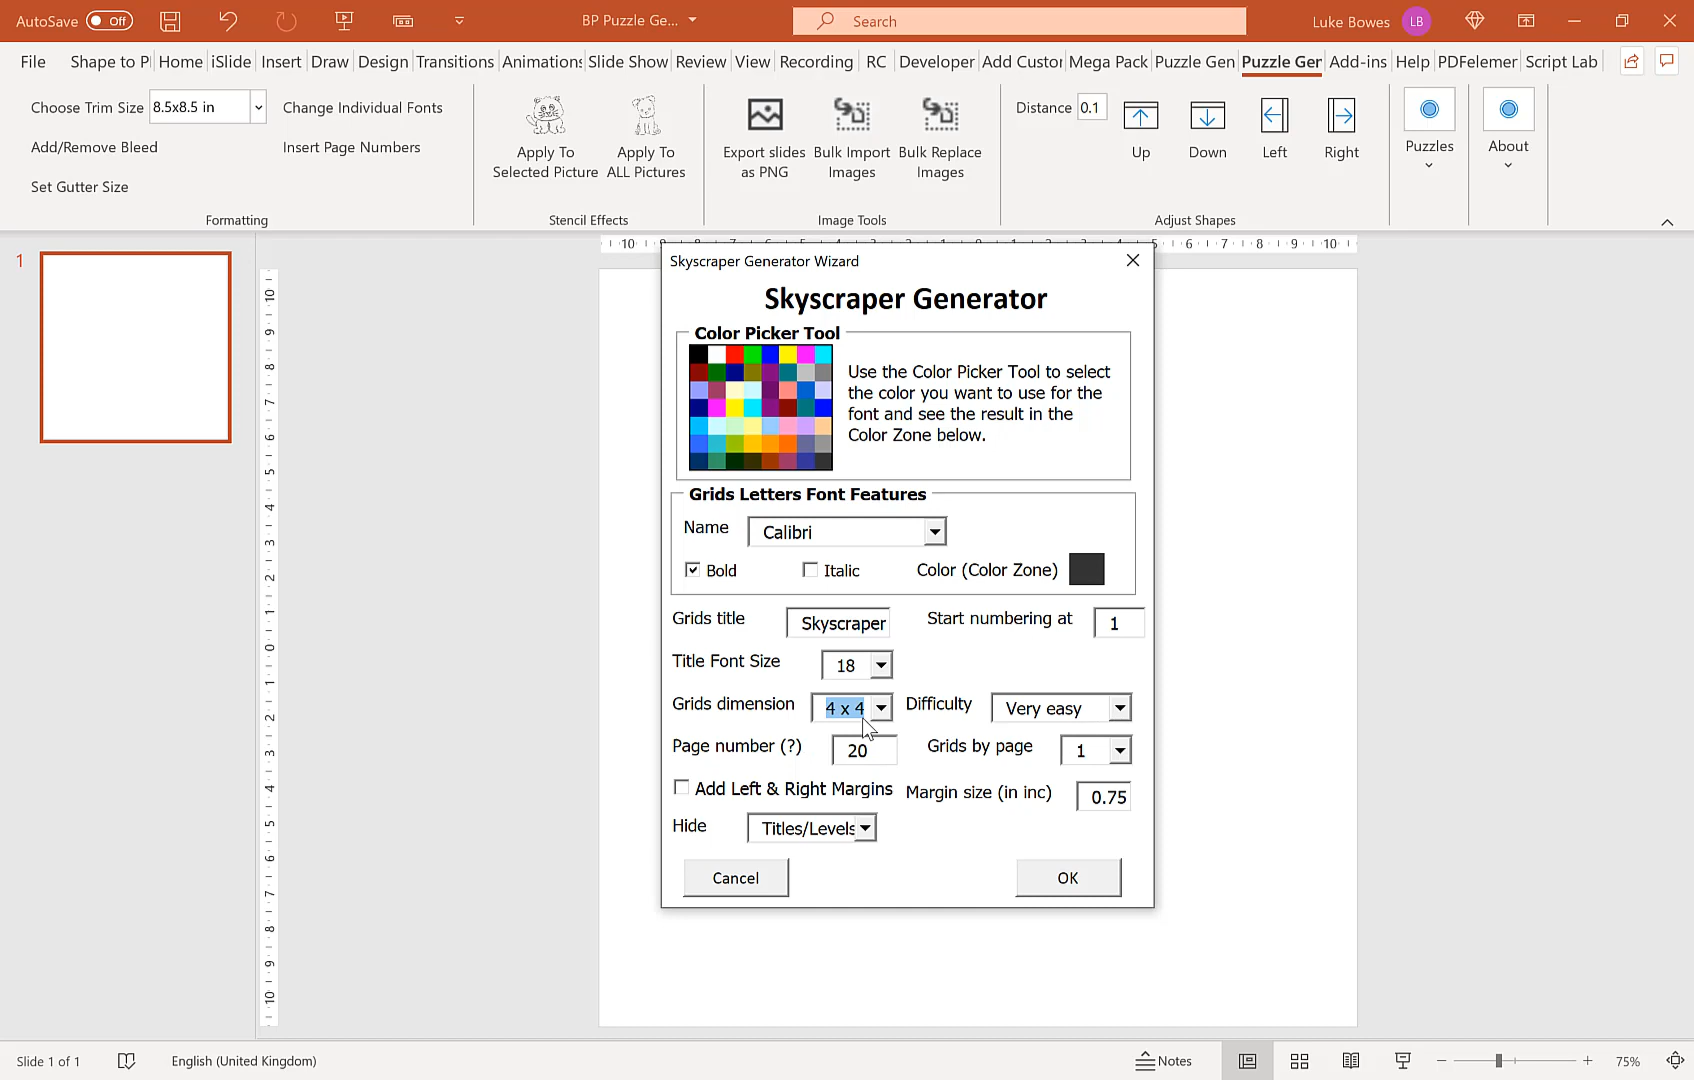 AutoSave Off BP Puzzle Ge... Search Luke Bowes LB
File Shape to P Home iSlide Insert Draw Design Transitions Animation Slide Show Review View Recording RC Developer Add Custo Mega Pack Puzzle Gen Puzzle Ger Add-ins Help PDFelemer Script Lab
Choose Trim Size 8.5x8.5 in Change Individual Fonts
Add/Remove Bleed Insert Page Numbers
Set Gutter Size
Formatting
Apply To Selected Picture
Apply To ALL Pictures
Stencil Effects
Export slides as PNG
Bulk Import Images
Bulk Replace Images
Image Tools
Distance 0.1 Up Down Left Right
Adjust Shapes
Puzzles
About
1
Skyscraper Generator Wizard
Skyscraper Generator
Color Picker Tool
Use the Color Picker Tool to select
the color you want to use for the
font and see the result in the
Color Zone below.
Grids Letters Font Features
Name Calibri
Bold Italic Color (Color Zone)
Grids title Skyscraper Start numbering at 1
Title Font Size 18
Grids dimension 4 x 4 Difficulty Very easy
Page number (?) 20 Grids by page 1
Add Left & Right Margins Margin size (in inc) 0.75
Hide Titles/Levels
Cancel OK
Slide 1 of 1 English (United Kingdom) Notes 75%